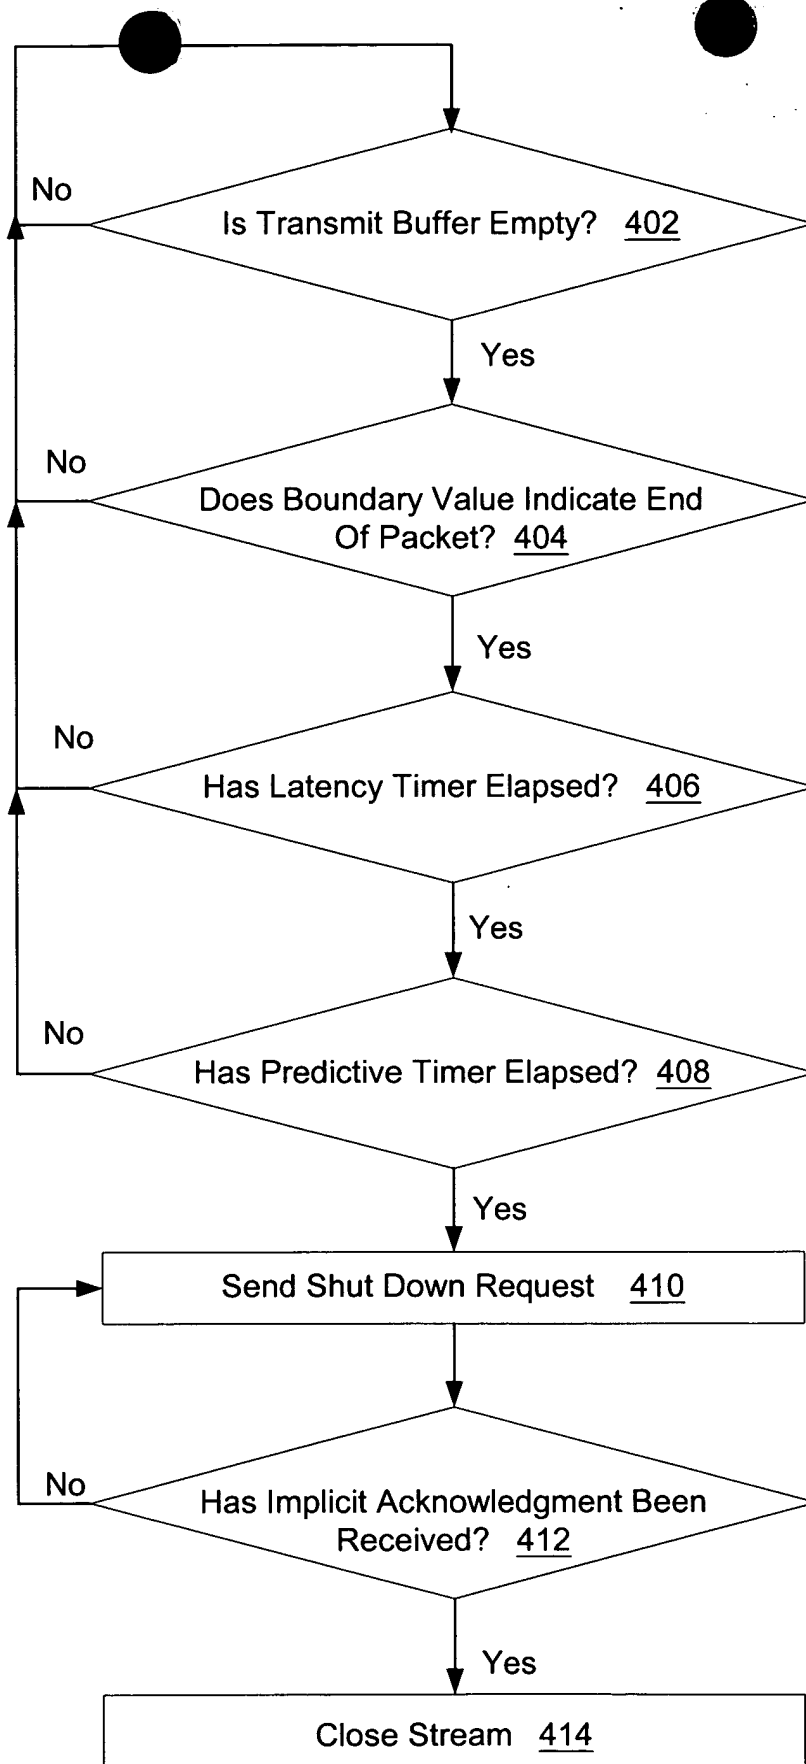 No
Is Transmit Buffer Empty? 402
Yes
No
Does Boundary Value Indicate End
Of Packet? 404
Yes
No
Has Latency Timer Elapsed? 406
Yes
No
Has Predictive Timer Elapsed? 408
Yes
Send Shut Down Request 410
No
Has Implicit Acknowledgment Been
Received? 412
Yes
Close Stream 414